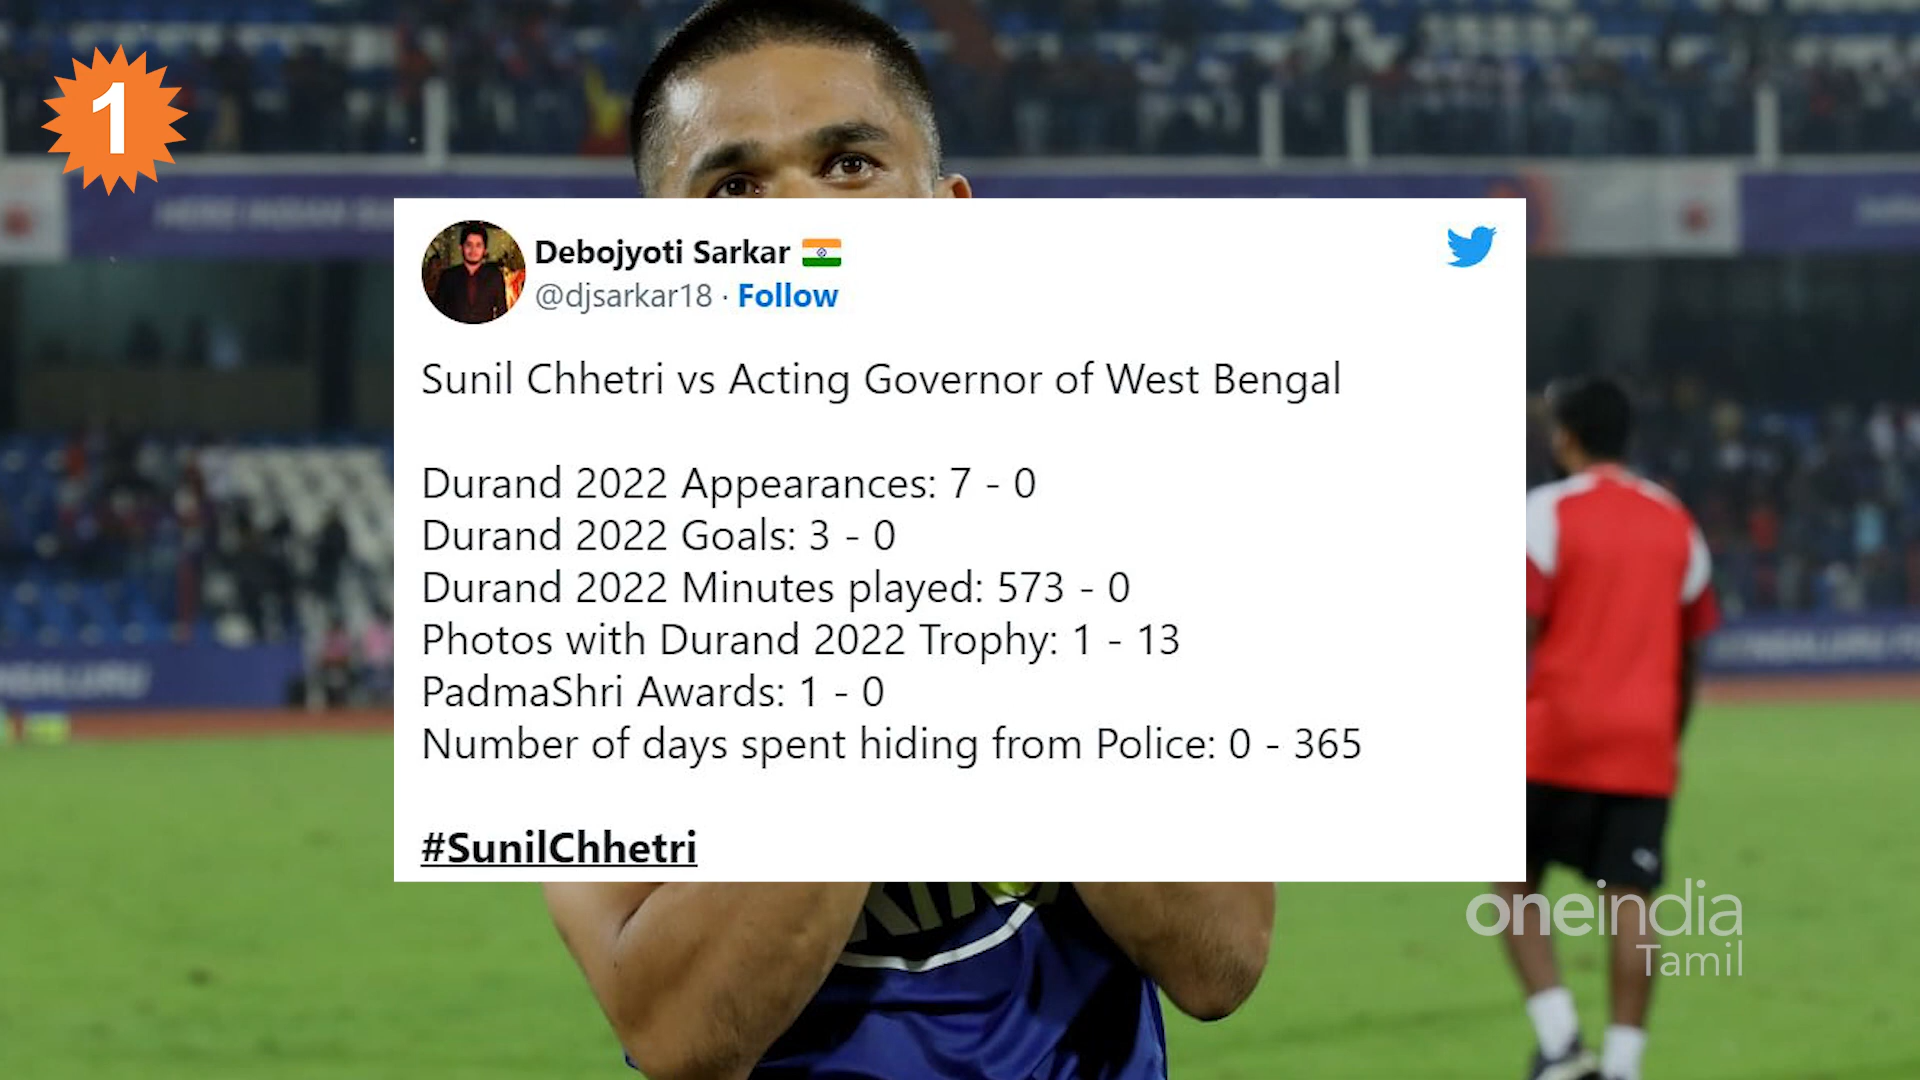 1
Debojyoti Sarkar
@djsarkar18 · Follow
Sunil Chhetri vs Acting Governor of West Bengal
Durand 2022 Appearances: 7 - 0
Durand 2022 Goals: 3 - 0
Durand 2022 Minutes played: 573 - 0
Photos with Durand 2022 Trophy: 1 - 13
PadmaShri Awards: 1 - 0
Number of days spent hiding from Police: 0 - 365
#SunilChhetri
oneindia
Tamil